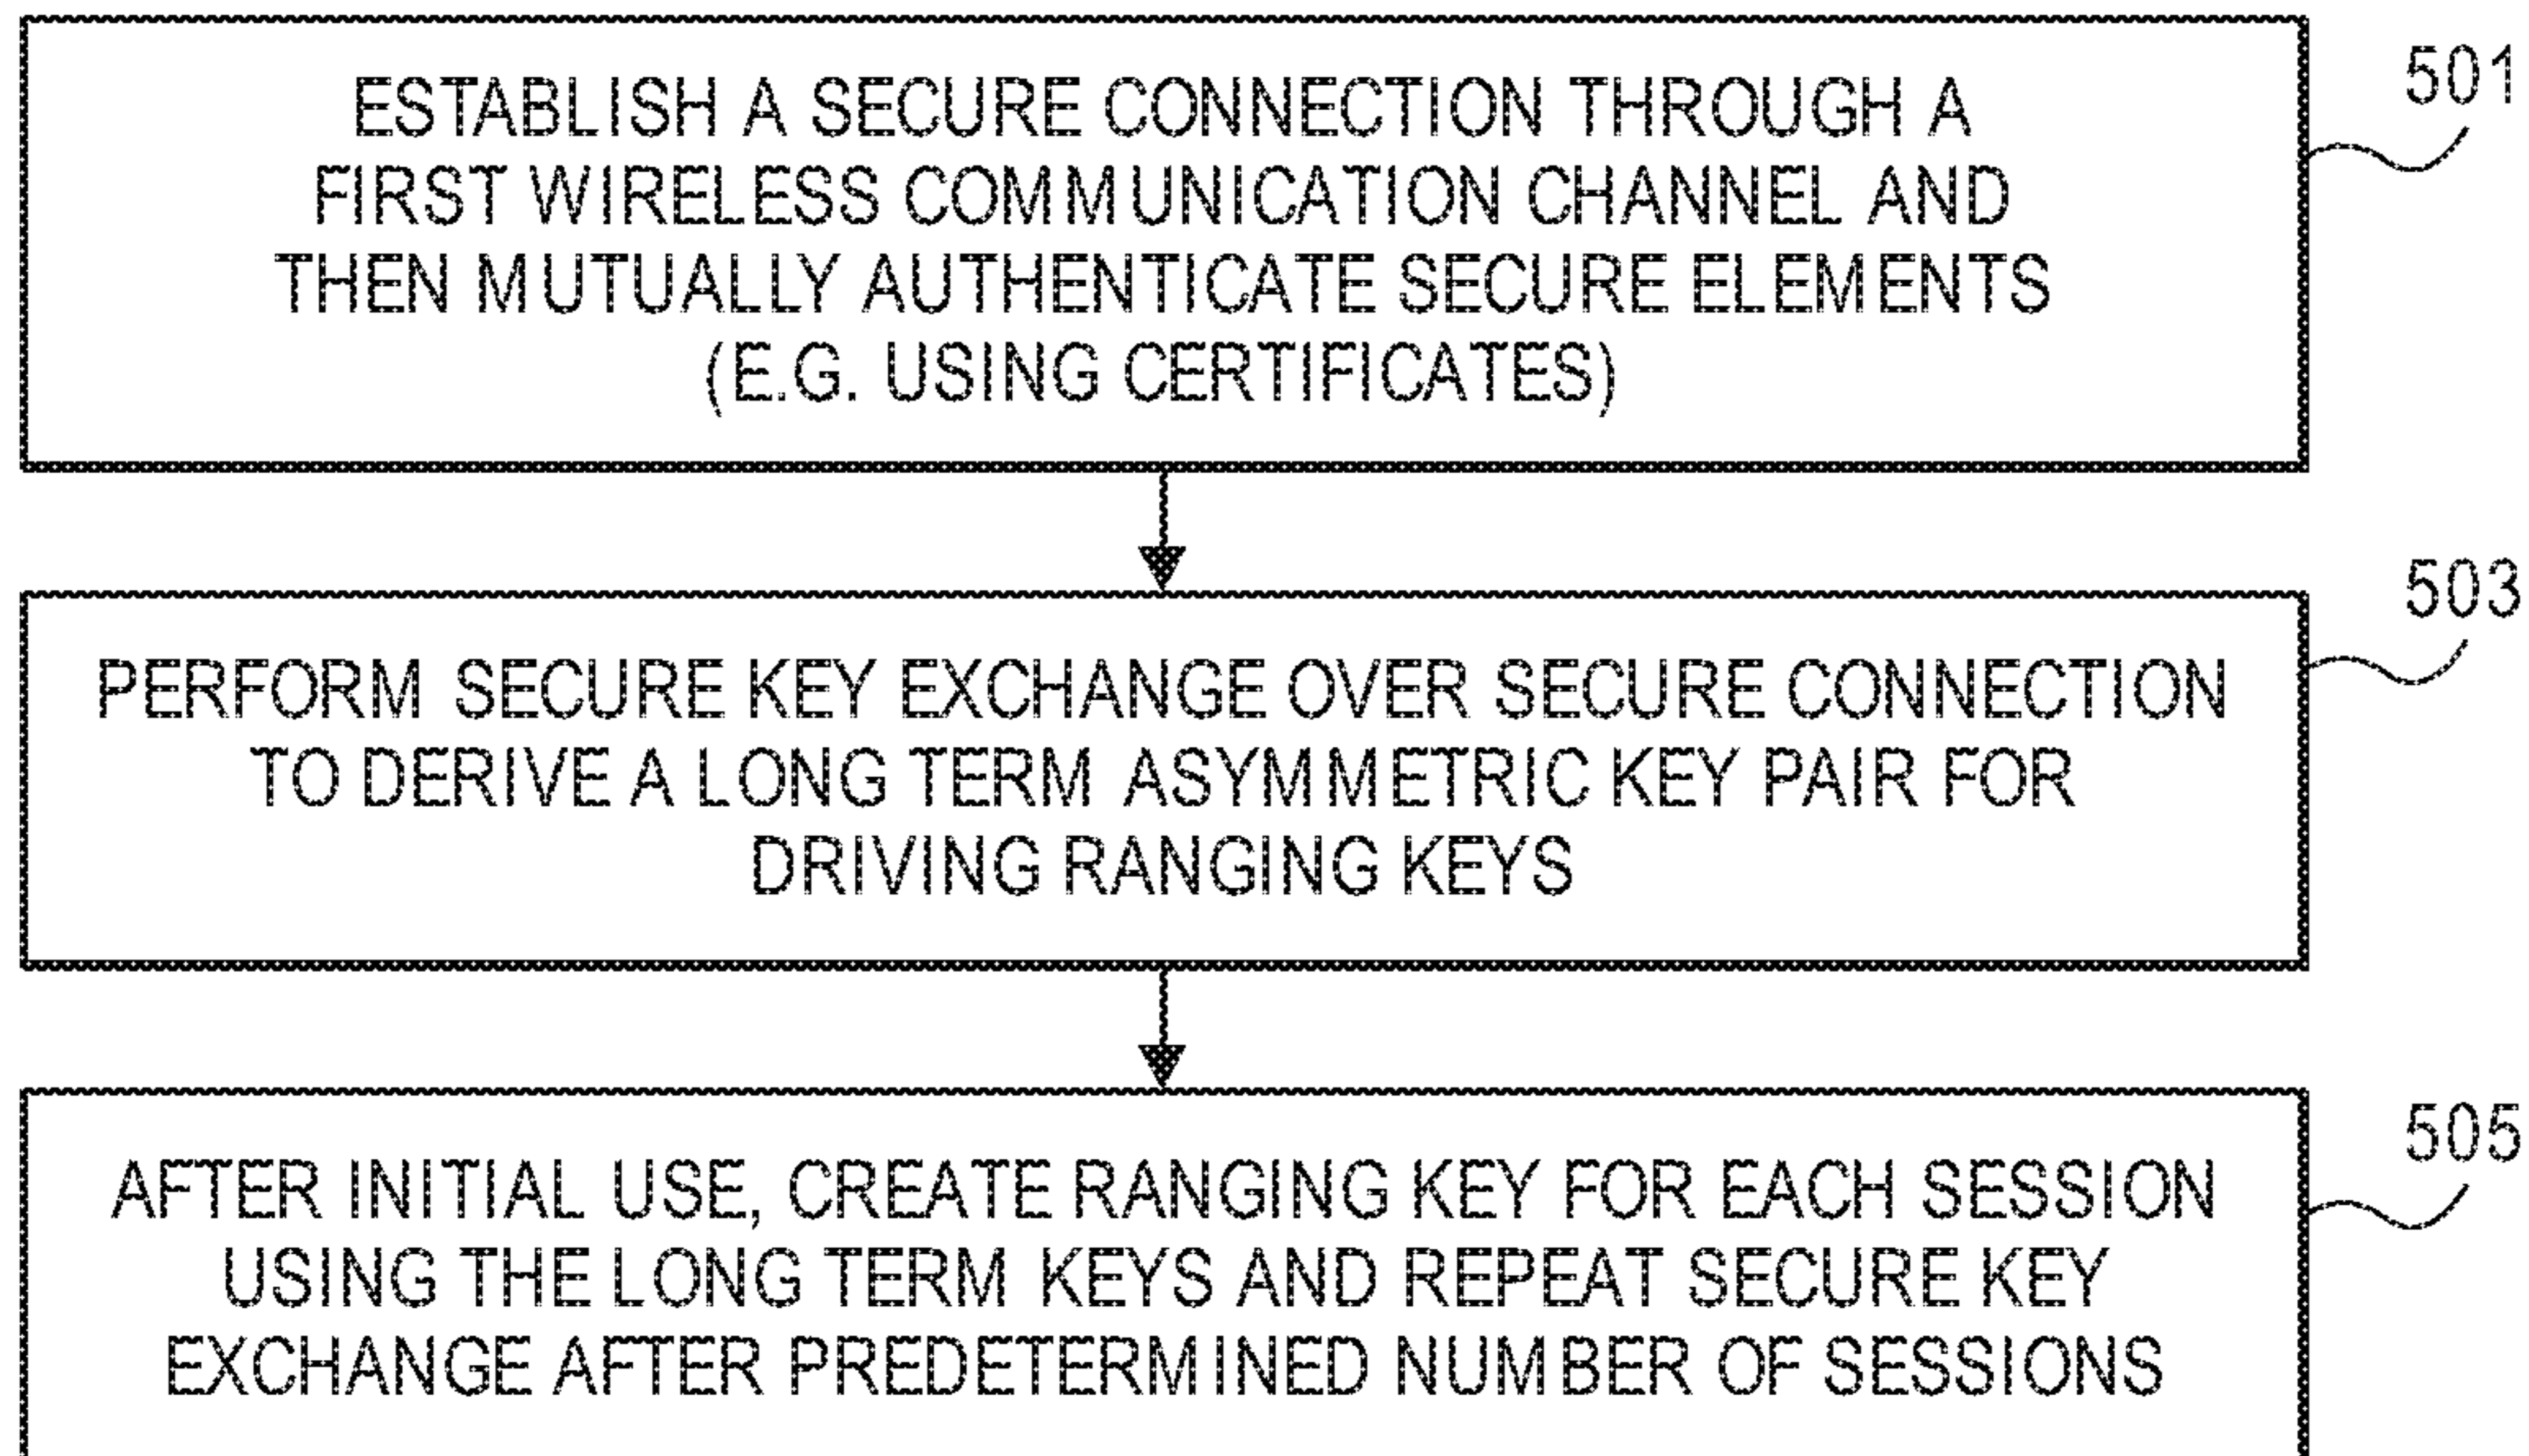 ESTABLISH A SECURE CONNECTION THROUGH A
FIRST WIRELESS COMMUNICATION CHANNEL AND
THEN MUTUALLY AUTHENTICATE SECURE ELEMENTS
(E.G. USING CERTIFICATES)
501
PERFORM SECURE KEY EXCHANGE OVER SECURE CONNECTION
TO DERIVE A LONG TERM ASYMMETRIC KEY PAIR FOR
DRIVING RANGING KEYS
503
AFTER INITIAL USE, CREATE RANGING KEY FOR EACH SESSION
USING THE LONG TERM KEYS AND REPEAT SECURE KEY
EXCHANGE AFTER PREDETERMINED NUMBER OF SESSIONS
505